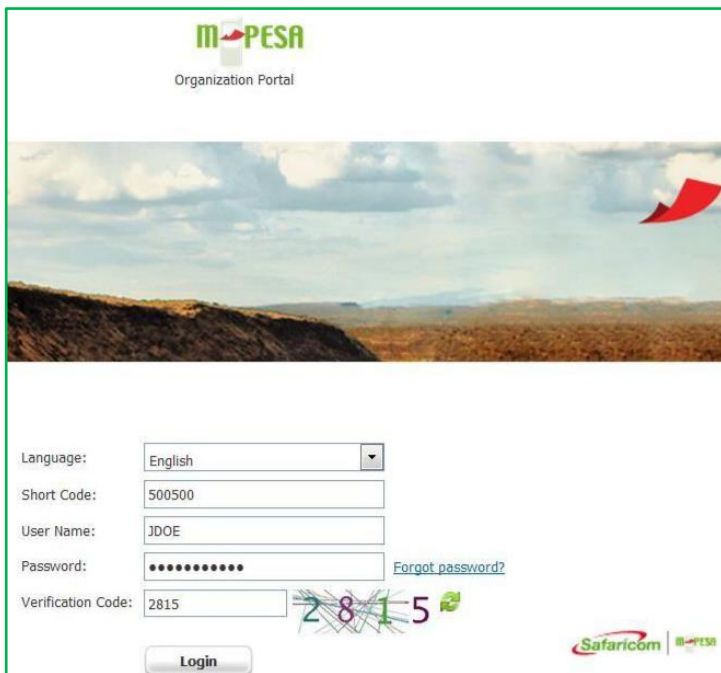 M-PESA
Organization Portal
Language: English
Short Code: 500500
User Name: JDOE
Password: ●●●●●●●●●●● Forgot password?
Verification Code: 2815 2815
Login
Safaricom M-PESA